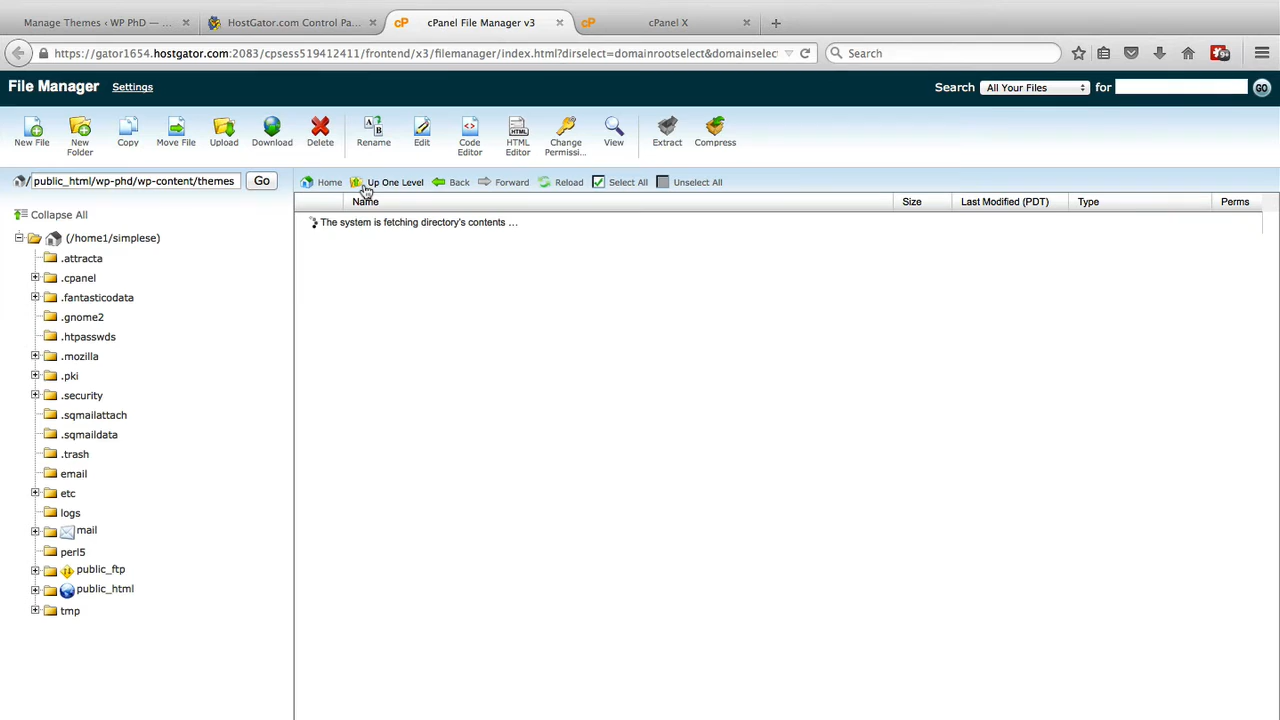 Manage Themes ‹ WP PhD — ... ×
HostGator.com Control Pa... ×
cP cPanel File Manager v3 ×
cP cPanel X ×
+
https://gator1654.hostgator.com:2083/cpsess519412411/frontend/x3/filemanager/index.html?dirselect=domainrootselect&domainselect
Search
9+
File Manager Settings
Search All Your Files for GO
New File
New Folder
Copy
Move File
Upload
Download
Delete
Rename
Edit
Code Editor
HTML Editor
Change Permissi...
View
Extract
Compress
/ public_html/wp-phd/wp-content/themes Go
Home Up One Level Back Forward Reload Select All Unselect All
Name Size Last Modified (PDT) Type Perms
The system is fetching directory's contents ...
Collapse All
(/home1/simplese)
.attracta
.cpanel
.fantasticodata
.gnome2
.htpasswds
.mozilla
.pki
.security
.sqmailattach
.sqmaildata
.trash
email
etc
logs
mail
perl5
public_ftp
public_html
tmp